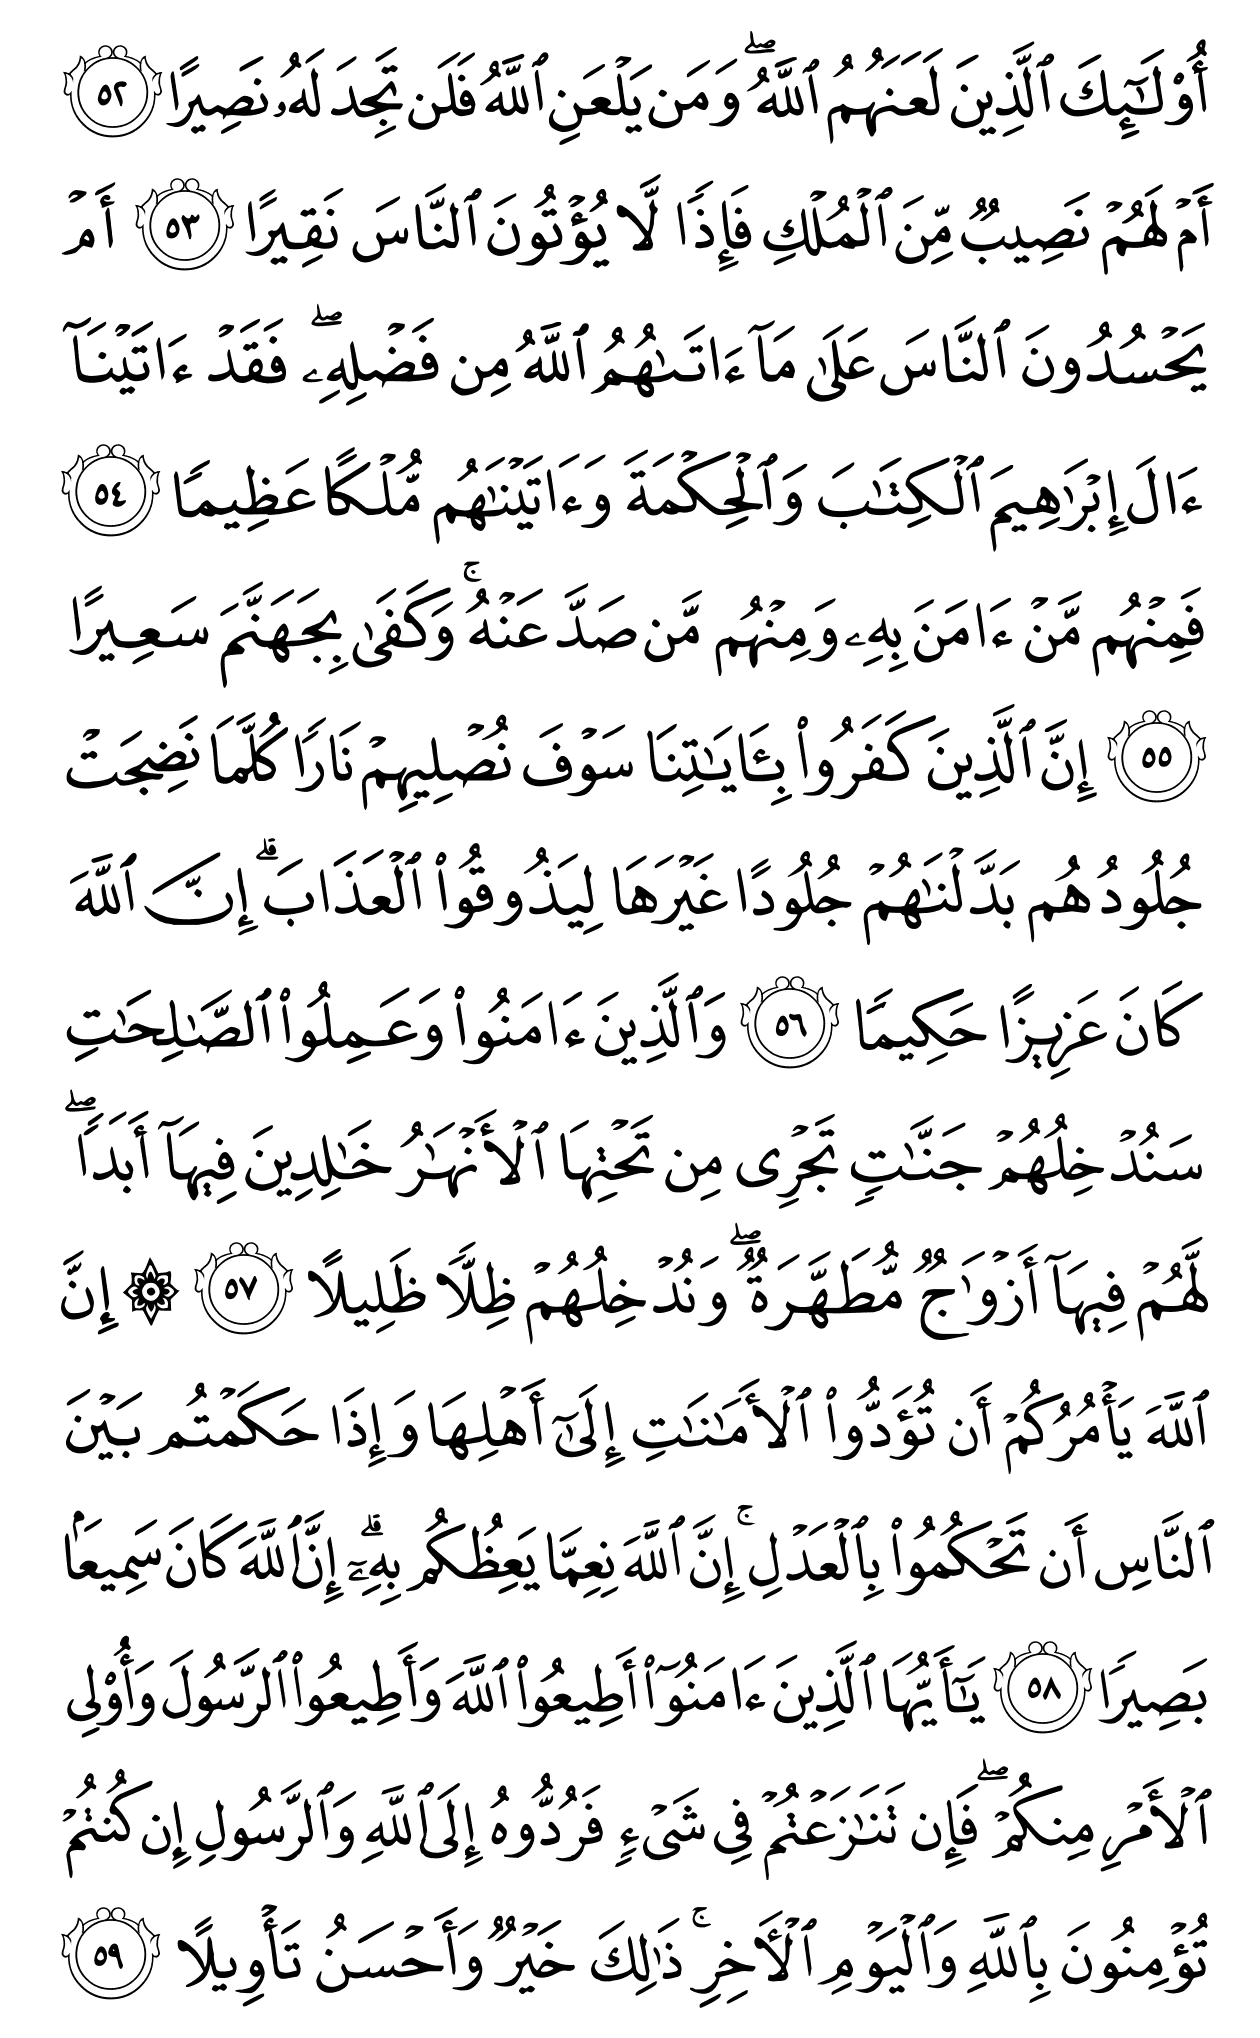 أُو۟لَـٰٓئِكَ ٱلَّذِينَ لَعَنَهُمُ ٱللَّهُ ۖ وَمَن يَلْعَنِ ٱللَّهُ فَلَن تَجِدَ لَهُۥ نَصِيرًا ٥٢
أَمْ لَهُمْ نَصِيبٌ مِّنَ ٱلْمُلْكِ فَإِذًا لَّا يُؤْتُونَ ٱلنَّاسَ نَقِيرًا ٥٣ أَمْ
يَحْسُدُونَ ٱلنَّاسَ عَلَىٰ مَآ ءَاتَىٰهُمُ ٱللَّهُ مِن فَضْلِهِۦ ۖ فَقَدْ ءَاتَيْنَآ
ءَالَ إِبْرَٰهِيمَ ٱلْكِتَـٰبَ وَٱلْحِكْمَةَ وَءَاتَيْنَـٰهُم مُّلْكًا عَظِيمًا ٥٤
فَمِنْهُم مَّنْ ءَامَنَ بِهِۦ وَمِنْهُم مَّن صَدَّ عَنْهُ ۚ وَكَفَىٰ بِجَهَنَّمَ سَعِيرًا
٥٥ إِنَّ ٱلَّذِينَ كَفَرُوا۟ بِـَٔايَـٰتِنَا سَوْفَ نُصْلِيهِمْ نَارًا كُلَّمَا نَضِجَتْ
جُلُودُهُم بَدَّلْنَـٰهُمْ جُلُودًا غَيْرَهَا لِيَذُوقُوا۟ ٱلْعَذَابَ ۗ إِنَّ ٱللَّهَ
كَانَ عَزِيزًا حَكِيمًا ٥٦ وَٱلَّذِينَ ءَامَنُوا۟ وَعَمِلُوا۟ ٱلصَّـٰلِحَـٰتِ
سَنُدْخِلُهُمْ جَنَّـٰتٍ تَجْرِى مِن تَحْتِهَا ٱلْأَنْهَـٰرُ خَـٰلِدِينَ فِيهَآ أَبَدًا ۖ
لَّهُمْ فِيهَآ أَزْوَٰجٌ مُّطَهَّرَةٌ ۖ وَنُدْخِلُهُمْ ظِلًّا ظَلِيلًا ٥٧ ۞ إِنَّ
ٱللَّهَ يَأْمُرُكُمْ أَن تُؤَدُّوا۟ ٱلْأَمَـٰنَـٰتِ إِلَىٰٓ أَهْلِهَا وَإِذَا حَكَمْتُم بَيْنَ
ٱلنَّاسِ أَن تَحْكُمُوا۟ بِٱلْعَدْلِ ۚ إِنَّ ٱللَّهَ نِعِمَّا يَعِظُكُم بِهِۦٓ ۗ إِنَّ ٱللَّهَ كَانَ سَمِيعًۢا
بَصِيرًا ٥٨ يَـٰٓأَيُّهَا ٱلَّذِينَ ءَامَنُوٓا۟ أَطِيعُوا۟ ٱللَّهَ وَأَطِيعُوا۟ ٱلرَّسُولَ وَأُو۟لِى
ٱلْأَمْرِ مِنكُمْ ۖ فَإِن تَنَـٰزَعْتُمْ فِى شَىْءٍ فَرُدُّوهُ إِلَى ٱللَّهِ وَٱلرَّسُولِ إِن كُنتُمْ
تُؤْمِنُونَ بِٱللَّهِ وَٱلْيَوْمِ ٱلْـَٔاخِرِ ۚ ذَٰلِكَ خَيْرٌ وَأَحْسَنُ تَأْوِيلًا ٥٩